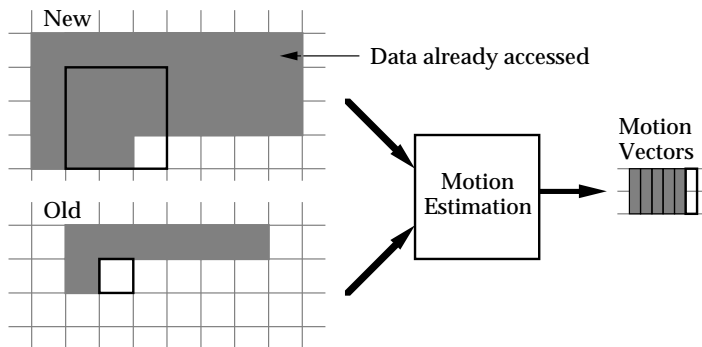 New
Data already accessed
Motion
Vectors
Motion
Estimation
Old